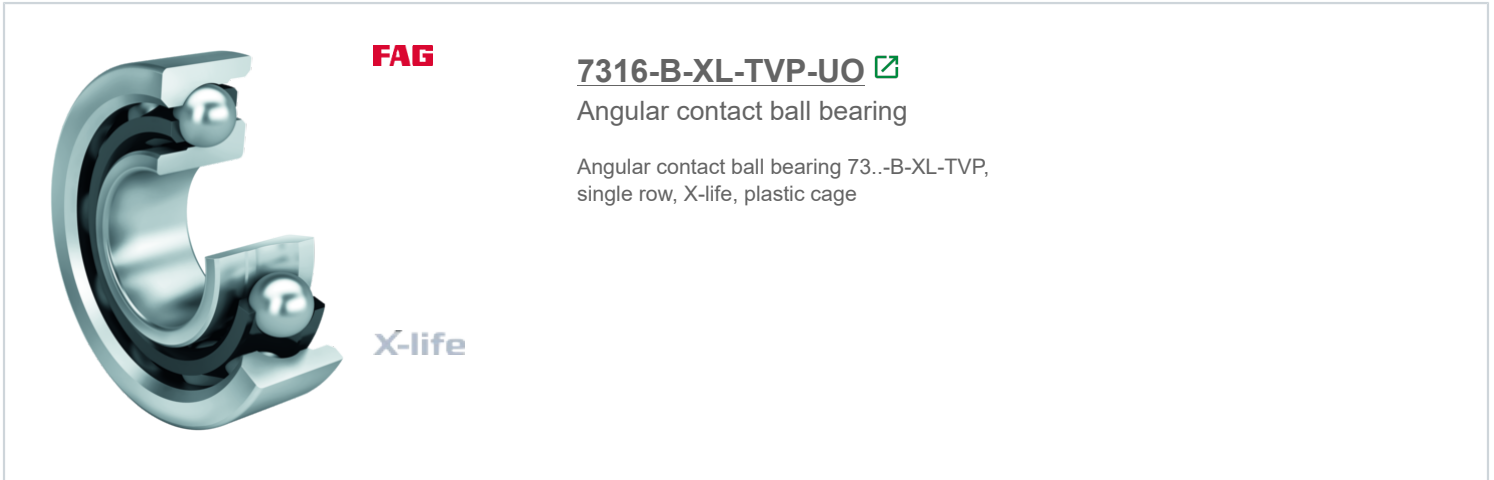 FAG
7316-B-XL-TVP-UO
Angular contact ball bearing
Angular contact ball bearing 73..-B-XL-TVP,
single row, X-life, plastic cage
X-life